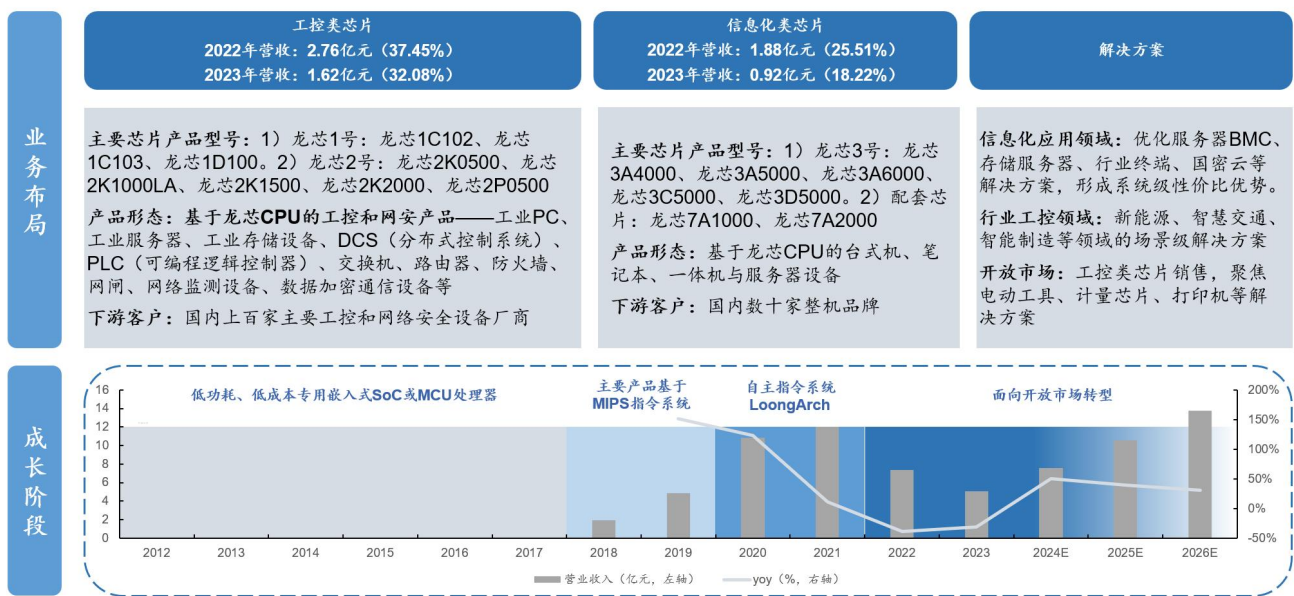 业务布局
工控类芯片
2022年营收：2.76亿元（37.45%）
2023年营收：1.62亿元（32.08%）
信息化类芯片
2022年营收：1.88亿元（25.51%）
2023年营收：0.92亿元（18.22%）
解决方案
主要芯片产品型号：1）龙芯1号：龙芯1C102、龙芯
1C103、龙芯1D100。2）龙芯2号：龙芯2K0500、龙芯
2K1000LA、龙芯2K1500、龙芯2K2000、龙芯2P0500
产品形态：基于龙芯CPU的工控和网安产品——工业PC、
工业服务器、工业存储设备、DCS（分布式控制系统）、
PLC（可编程逻辑控制器）、交换机、路由器、防火墙、
网闸、网络监测设备、数据加密通信设备等
下游客户：国内上百家主要工控和网络安全设备厂商
主要芯片产品型号：1）龙芯3号：龙芯
3A4000、龙芯3A5000、龙芯3A6000、
龙芯3C5000、龙芯3D5000。2）配套芯
片：龙芯7A1000、龙芯7A2000
产品形态：基于龙芯CPU的台式机、笔
记本、一体机与服务器设备
下游客户：国内数十家整机品牌
信息化应用领域：优化服务器BMC、
存储服务器、行业终端、国密云等
解决方案，形成系统级性价比优势。
行业工控领域：新能源、智慧交通、
智能制造等领域的场景级解决方案
开放市场：工控类芯片销售，聚焦
电动工具、计量芯片、打印机等解
决方案
成长阶段
低功耗、低成本专用嵌入式SoC或MCU处理器
主要产品基于
MIPS指令系统
自主指令系统
LoongArch
面向开放市场转型
16
14
12
10
8
6
4
2
0
200%
150%
100%
50%
0%
-50%
2012 2013 2014 2015 2016 2017 2018 2019 2020 2021 2022 2023 2024E 2025E 2026E
营业收入（亿元，左轴） yoy（%，右轴）